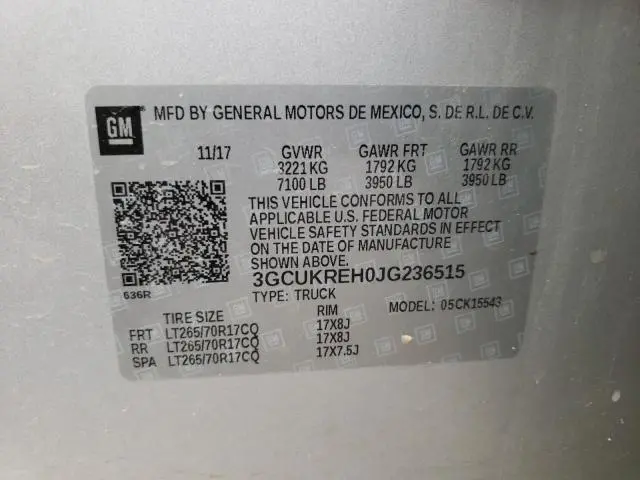 GM MFD BY GENERAL MOTORS DE MEXICO, S. DE R.L. DE C.V.
11/17 GVWR GAWR FRT GAWR RR
3221 KG 1792 KG 1792 KG
7100 LB 3950 LB 3950 LB
THIS VEHICLE CONFORMS TO ALL
APPLICABLE U.S. FEDERAL MOTOR
VEHICLE SAFETY STANDARDS IN EFFECT
ON THE DATE OF MANUFACTURE
SHOWN ABOVE.
3GCUKREH0JG236515
636R
TYPE: TRUCK MODEL: 05CK15543
TIRE SIZE RIM
FRT LT265/70R17CQ 17X8J
RR LT265/70R17CQ 17X8J
SPA LT265/70R17CQ 17X7.5J